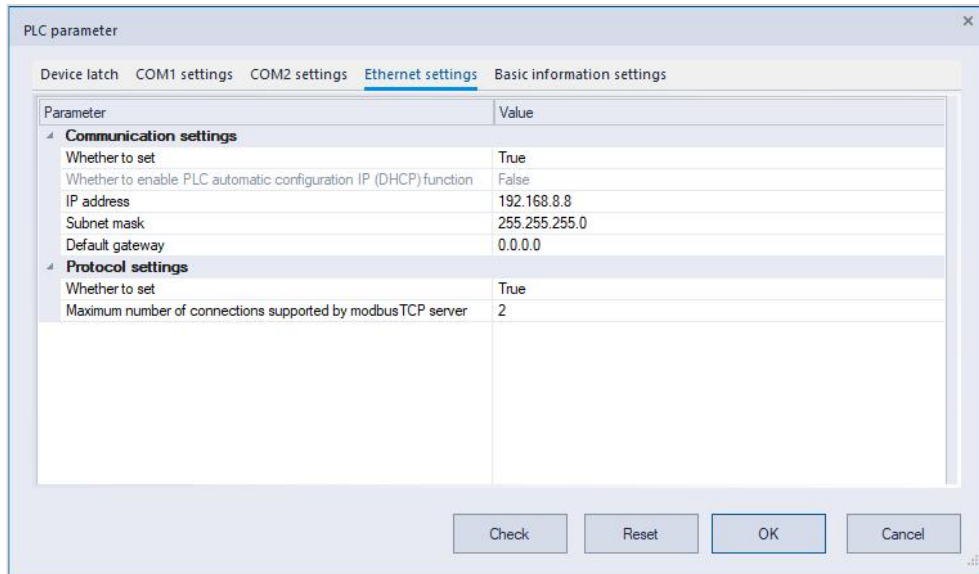 PLC parameter
Device latch COM1 settings COM2 settings Ethernet settings Basic information settings
Parameter Value
Communication settings
Whether to set True
Whether to enable PLC automatic configuration IP (DHCP) function False
IP address 192.168.8.8
Subnet mask 255.255.255.0
Default gateway 0.0.0.0
Protocol settings
Whether to set True
Maximum number of connections supported by modbusTCP server 2
Check Reset OK Cancel